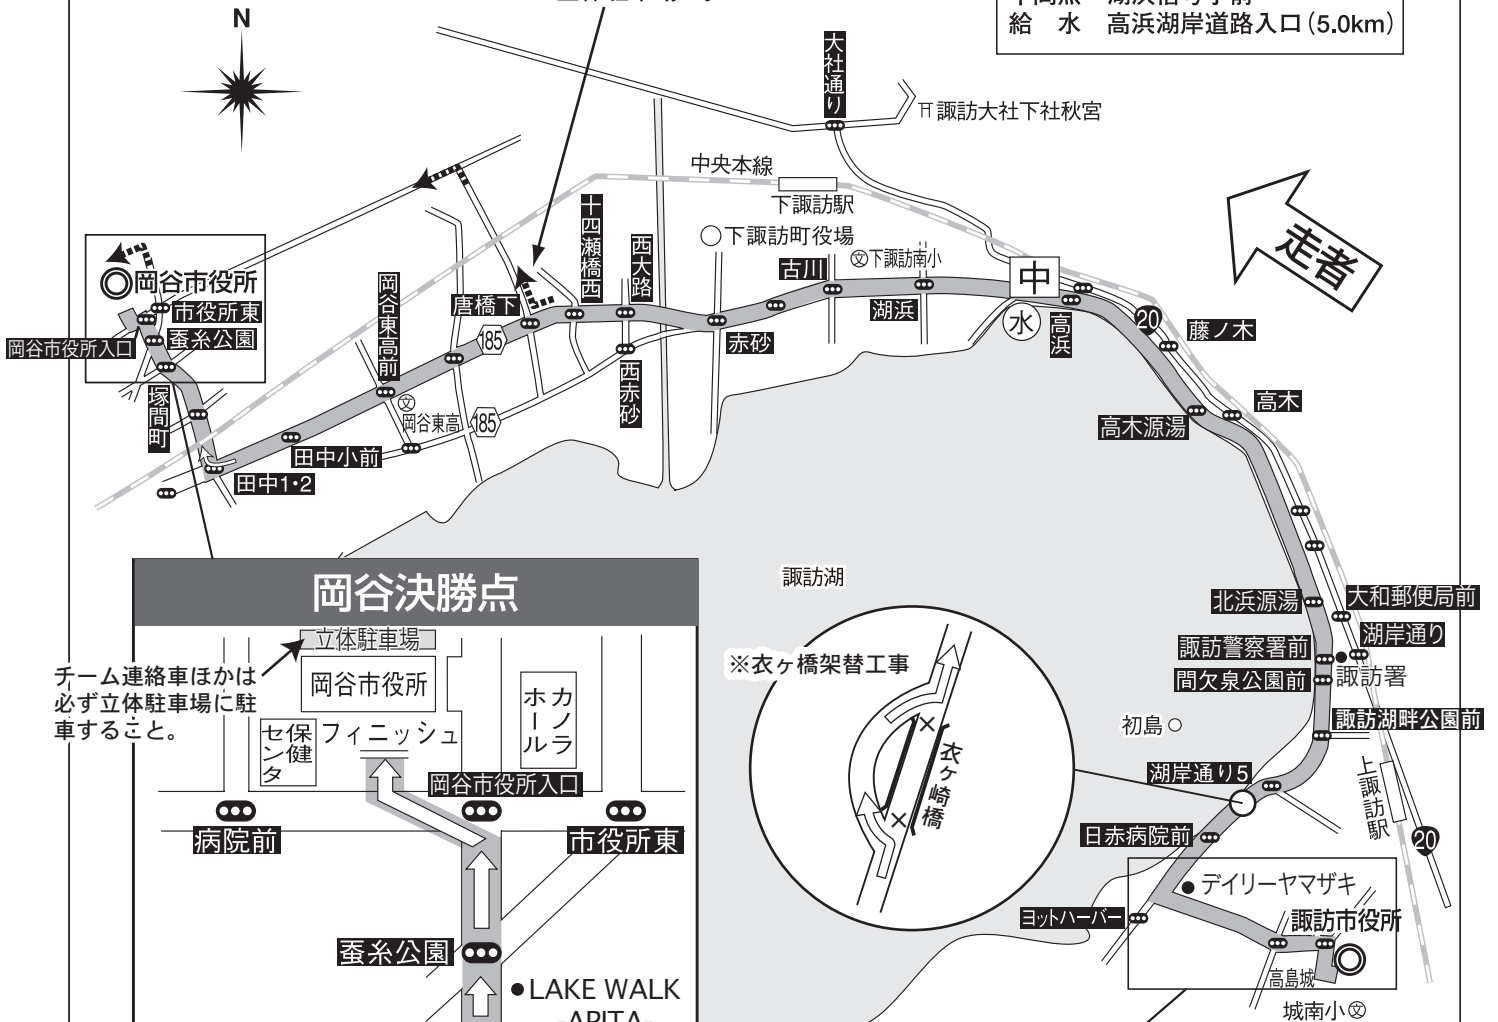 給　水　高浜湖岸道路入口(5.0km)
N
大社通り
諏訪大社下社秋宮
中央本線
下諏訪駅
十四瀬橋西
西大路
下諏訪町役場
下諏訪南小
文
古川
中
走者
岡谷市役所
市役所東
蚕糸公園
岡谷市役所入口
岡谷東高前
唐橋下
185
湖浜
水
高浜
20
藤ノ木
赤砂
西赤砂
塚間町
文
岡谷東高
185
高木
高木源湯
田中小前
田中1・2
岡谷決勝点
諏訪湖
北浜源湯
大和郵便局前
湖岸通り
諏訪警察署前
諏訪署
間欠泉公園前
諏訪湖畔公園前
初島
湖岸通り5
上諏訪駅
日赤病院前
20
デイリーヤマザキ
ヨットハーバー
諏訪市役所
高島城
城南小文
※衣ヶ橋架替工事
衣ヶ崎橋
立体駐車場
チーム連絡車ほかは
必ず立体駐車場に駐
車すること。
岡谷市役所
カノラ
ホール
保健
センタ
フィニッシュ
岡谷市役所入口
病院前
市役所東
蚕糸公園
LAKE WALK